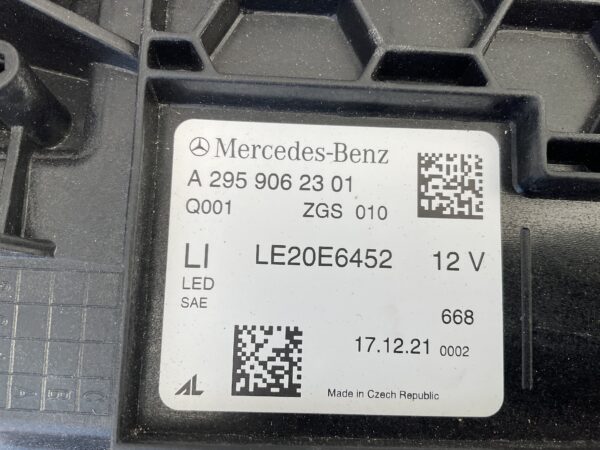 Mercedes-Benz
A 295 906 23 01
Q001 ZGS 010
LI LE20E6452 12 V
LED
SAE
668
17.12.21 0002
AL Made in Czech Republic